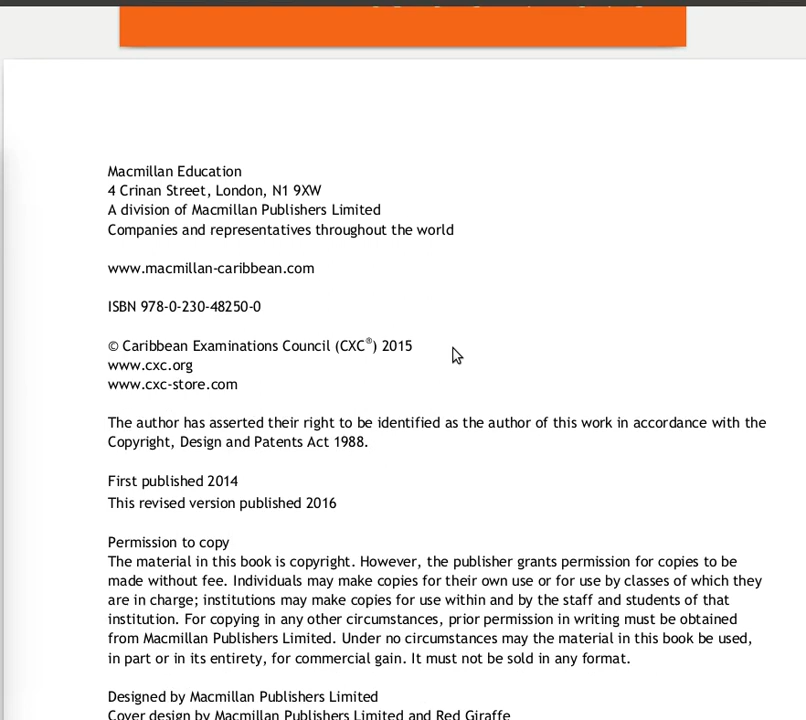 Macmillan Education
4 Crinan Street, London, N1 9XW
A division of Macmillan Publishers Limited
Companies and representatives throughout the world
www.macmillan-caribbean.com
ISBN 978-0-230-48250-0
© Caribbean Examinations Council (CXC®) 2015
www.cxc.org
www.cxc-store.com
The author has asserted their right to be identified as the author of this work in accordance with the
Copyright, Design and Patents Act 1988.
First published 2014
This revised version published 2016
Permission to copy
The material in this book is copyright. However, the publisher grants permission for copies to be
made without fee. Individuals may make copies for their own use or for use by classes of which they
are in charge; institutions may make copies for use within and by the staff and students of that
institution. For copying in any other circumstances, prior permission in writing must be obtained
from Macmillan Publishers Limited. Under no circumstances may the material in this book be used,
in part or in its entirety, for commercial gain. It must not be sold in any format.
Designed by Macmillan Publishers Limited
Cover design by Macmillan Publishers Limited and Red Giraffe